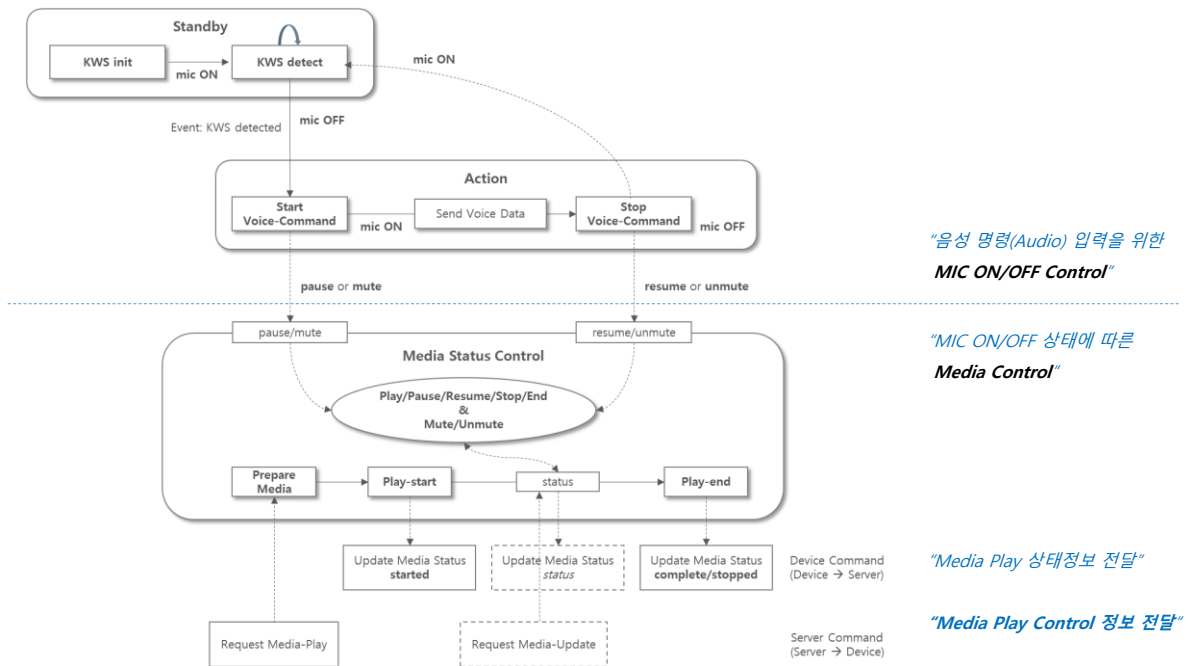 Standby
KWS init
mic ON
KWS detect
mic ON
Event: KWS detected
mic OFF
Action
Start
Voice-Command
mic ON
Send Voice Data
Stop
Voice-Command
mic OFF
"음성 명령(Audio) 입력을 위한
MIC ON/OFF Control"
pause or mute
resume or unmute
pause/mute
resume/unmute
"MIC ON/OFF 상태에 따른
Media Control"
Media Status Control
Play/Pause/Resume/Stop/End
&
Mute/Unmute
Prepare
Media
Play-start
status
Play-end
Update Media Status
started
Update Media Status
status
Update Media Status
complete/stopped
Device Command
(Device → Server)
"Media Play 상태정보 전달"
Request Media-Play
Request Media-Update
Server Command
(Server → Device)
"Media Play Control 정보 전달"